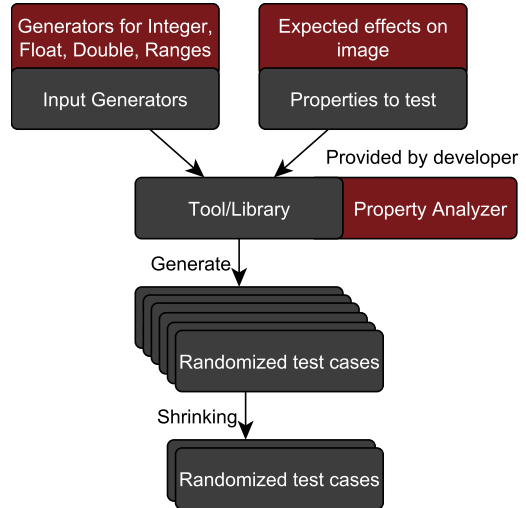 Generators for Integer,
Float, Double, Ranges
Input Generators
Expected effects on
image
Properties to test
Provided by developer
Tool/Library
Property Analyzer
Generate
Randomized test cases
Shrinking
Randomized test cases